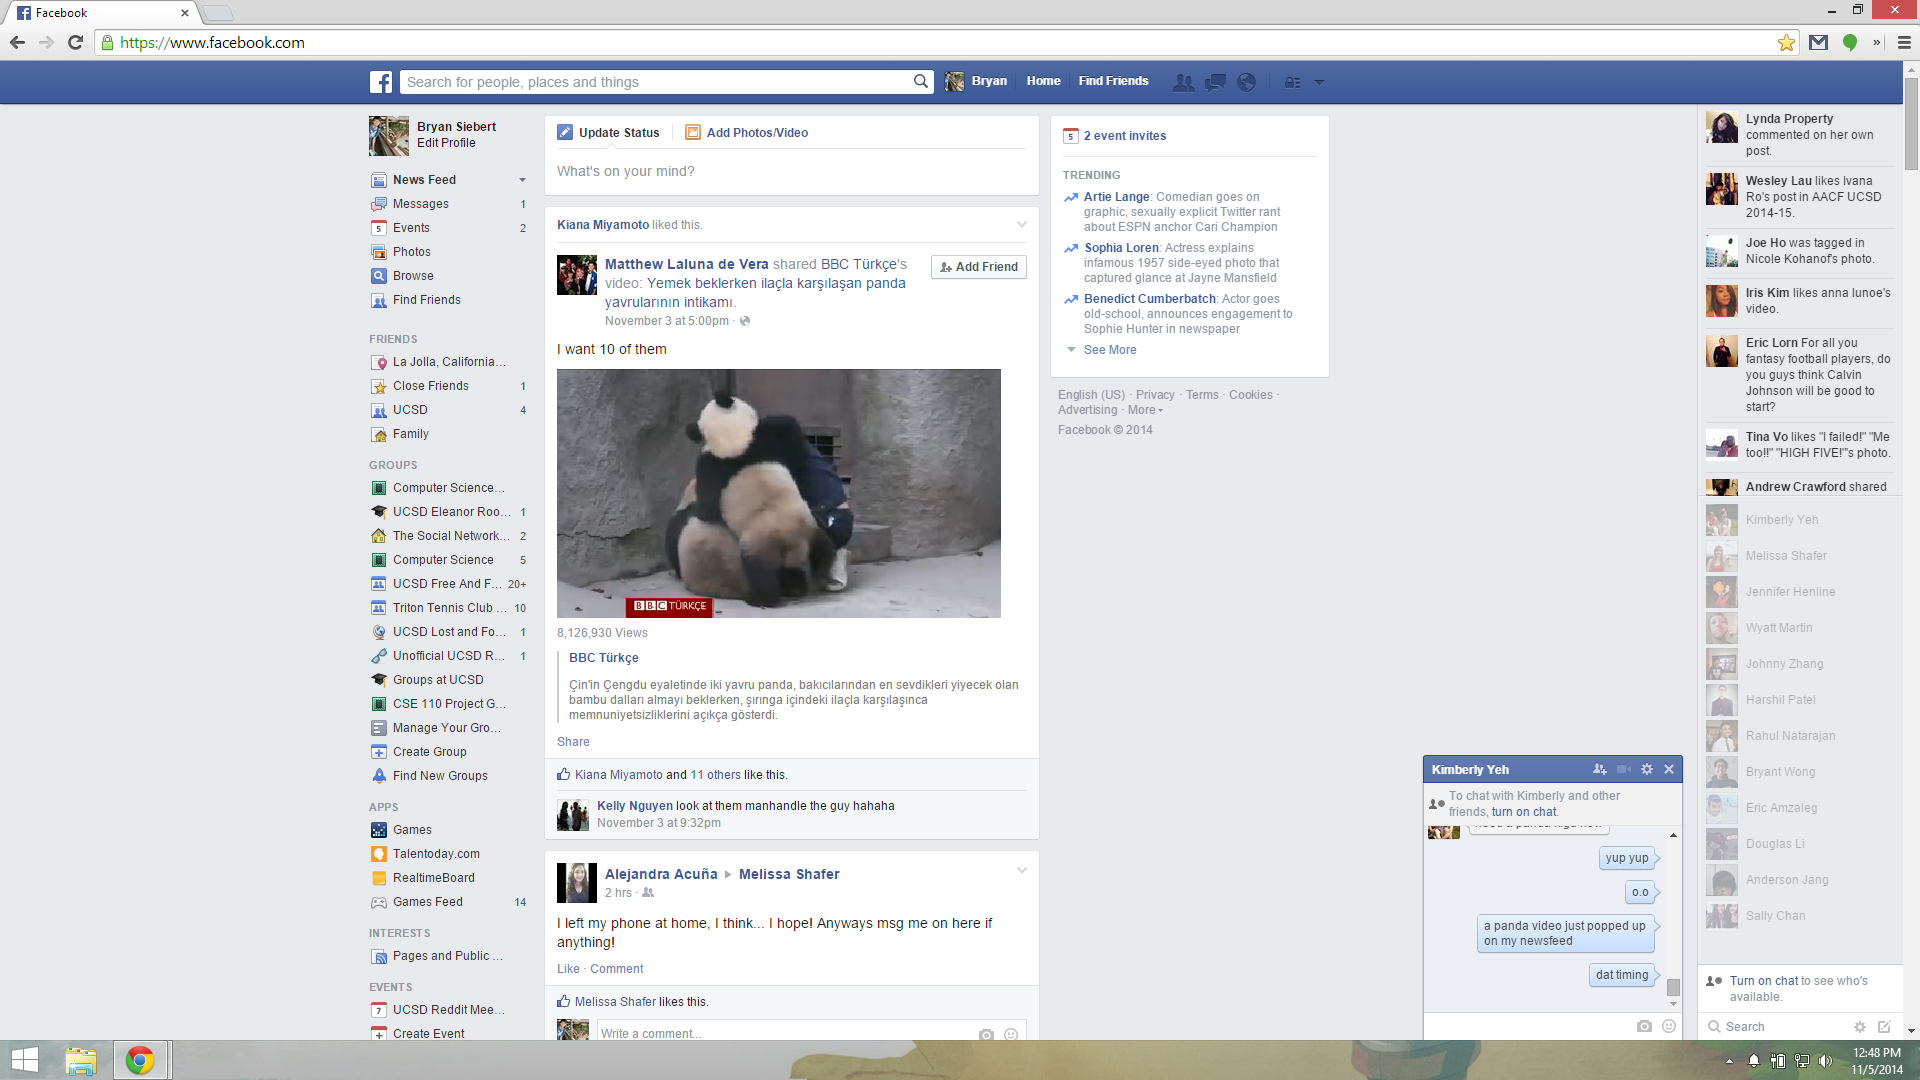 Facebook
https://www.facebook.com
Search for people, places and things
Bryan
Home
Find Friends
Bryan Siebert
Edit Profile
News Feed
Messages 1
Events 2
Photos
Browse
Find Friends
FRIENDS
La Jolla, California...
Close Friends 1
UCSD 4
Family
GROUPS
Computer Science...
UCSD Eleanor Roo... 1
The Social Network... 2
Computer Science 5
UCSD Free And F... 20+
Triton Tennis Club ... 10
UCSD Lost and Fo... 1
Unofficial UCSD R... 1
Groups at UCSD
CSE 110 Project G...
Manage Your Gro...
Create Group
Find New Groups
APPS
Games
Talentoday.com
RealtimeBoard
Games Feed 14
INTERESTS
Pages and Public ...
EVENTS
7 UCSD Reddit Mee...
Create Event
Update Status
Add Photos/Video
What's on your mind?
Kiana Miyamoto liked this.
Matthew Laluna de Vera shared BBC Türkçe's
video: Yemek beklerken ilaçla karşılaşan panda
yavrularının intikamı.
November 3 at 5:00pm ·
Add Friend
I want 10 of them
BBC TÜRKÇE
8,126,930 Views
BBC Türkçe
Çin'in Çengdu eyaletinde iki yavru panda, bakıcılarından en sevdikleri yiyecek olan
bambu dalları almayı beklerken, şırınga içindeki ilaçla karşılaşınca
memnuniyetsizliklerini açıkça gösterdi.
Share
Kiana Miyamoto and 11 others like this.
Kelly Nguyen look at them manhandle the guy hahaha
November 3 at 9:32pm
Alejandra Acuña ▸ Melissa Shafer
2 hrs ·
I left my phone at home, I think... I hope! Anyways msg me on here if
anything!
Like · Comment
Melissa Shafer likes this.
Write a comment...
5 2 event invites
TRENDING
Artie Lange: Comedian goes on
graphic, sexually explicit Twitter rant
about ESPN anchor Cari Champion
Sophia Loren: Actress explains
infamous 1957 side-eyed photo that
captured glance at Jayne Mansfield
Benedict Cumberbatch: Actor goes
old-school, announces engagement to
Sophie Hunter in newspaper
See More
English (US) · Privacy · Terms · Cookies ·
Advertising · More
Facebook © 2014
Lynda Property
commented on her own
post.
Wesley Lau likes Ivana
Ro's post in AACF UCSD
2014-15.
Joe Ho was tagged in
Nicole Kohanof's photo.
Iris Kim likes anna lunoe's
video.
Eric Lorn For all you
fantasy football players, do
you guys think Calvin
Johnson will be good to
start?
Tina Vo likes "I failed!" "Me
too!!" "HIGH FIVE!"'s photo.
Andrew Crawford shared
Kimberly Yeh
Melissa Shafer
Jennifer Henline
Wyatt Martin
Johnny Zhang
Harshil Patel
Rahul Natarajan
Bryant Wong
Eric Amzaleg
Douglas Li
Anderson Jang
Sally Chan
Turn on chat to see who's
available.
Search
Kimberly Yeh
To chat with Kimberly and other
friends, turn on chat.
yup yup
o.o
a panda video just popped up
on my newsfeed
dat timing
12:48 PM
11/5/2014